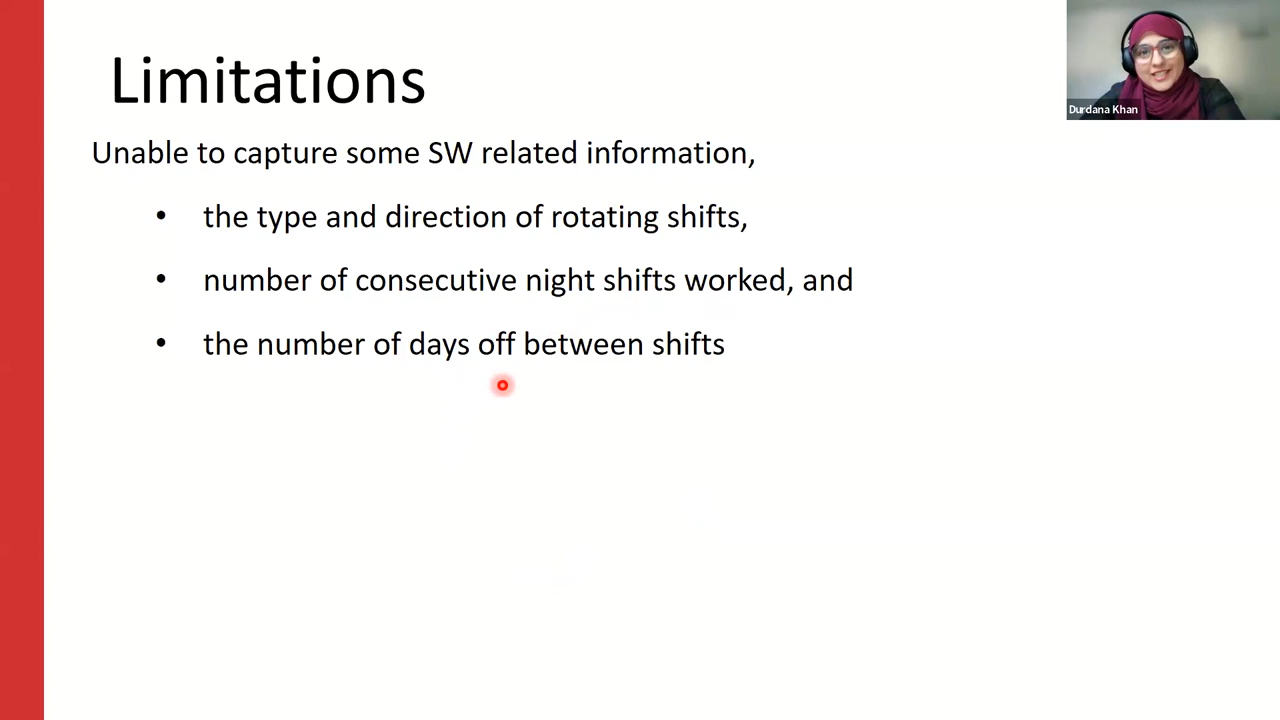 Limitations
Durdana Khan
Unable to capture some SW related information,
• the type and direction of rotating shifts,
• number of consecutive night shifts worked, and
• the number of days off between shifts